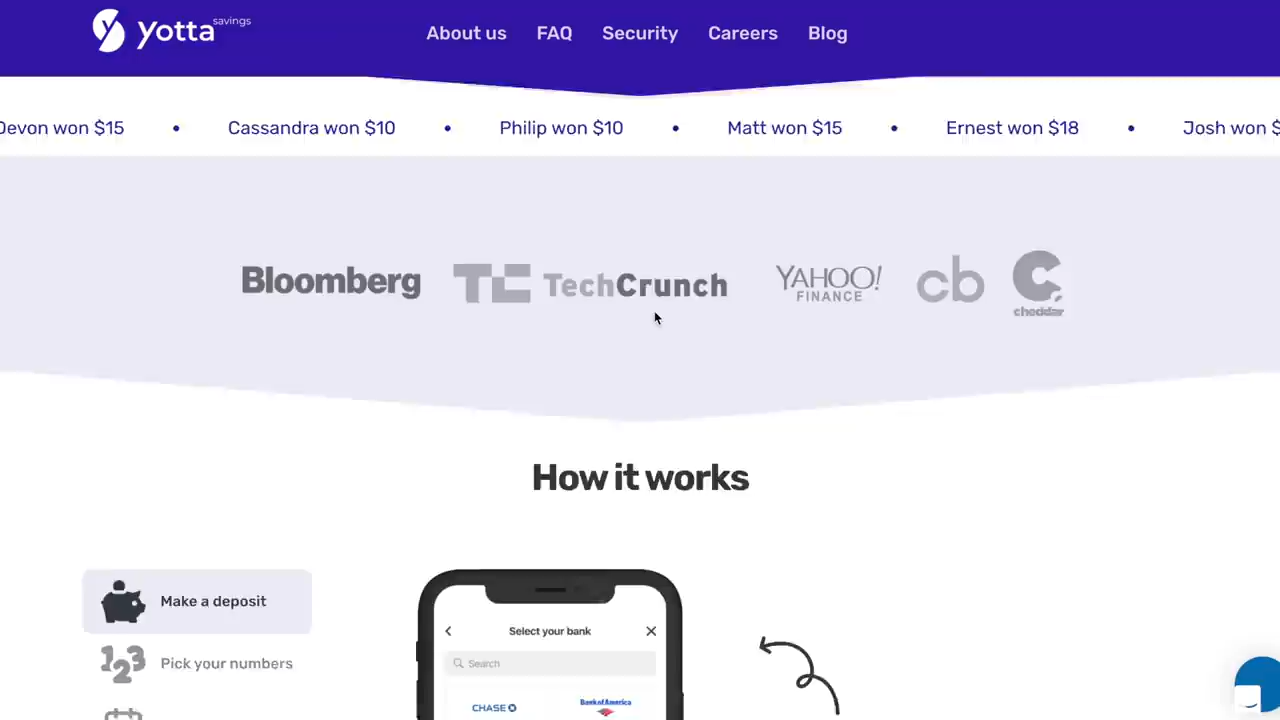 yotta savings
About us FAQ Security Careers Blog
Devon won $15 • Cassandra won $10 • Philip won $10 • Matt won $15 • Ernest won $18 • Josh won $
Bloomberg TC TechCrunch YAHOO! FINANCE cb cheddar
How it works
Make a deposit
Select your bank
123 Pick your numbers
Search
CHASE Bank of America